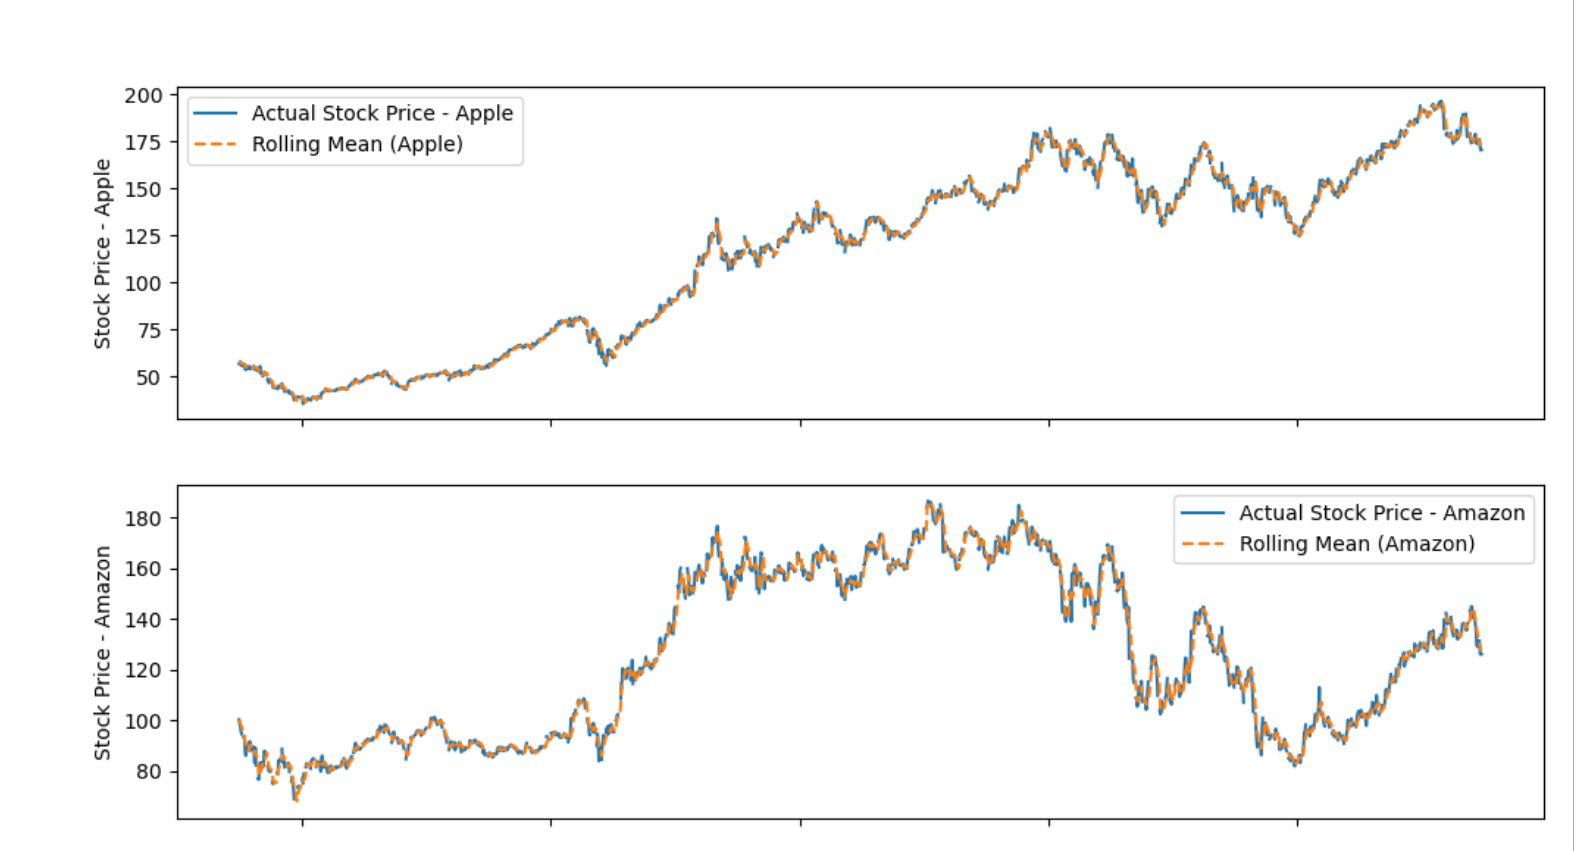 200
175
150
125
100
75
50
Stock Price - Apple
Actual Stock Price - Apple
Rolling Mean (Apple)
180
160
140
120
100
80
Stock Price - Amazon
Actual Stock Price - Amazon
Rolling Mean (Amazon)